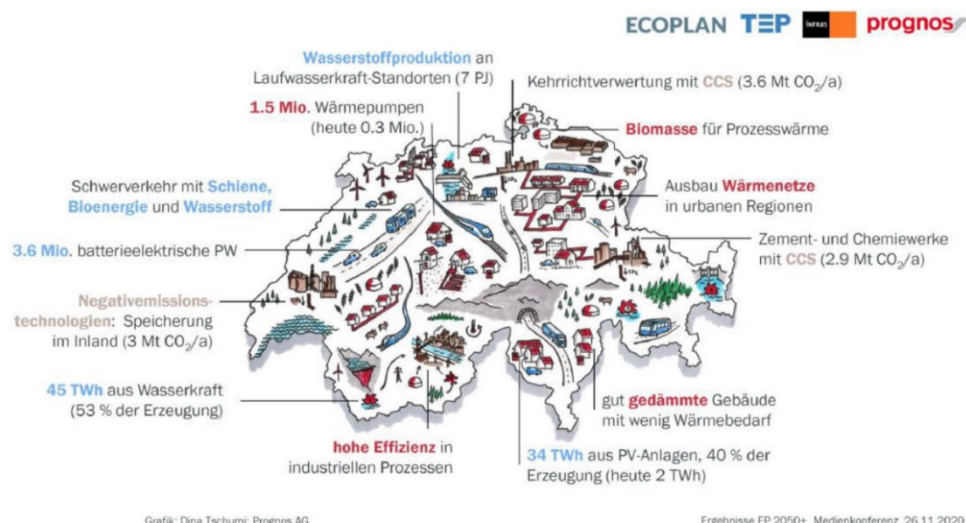 ECOPLAN TEP infras prognos
Wasserstoffproduktion an
Laufwasserkraft-Standorten (7 PJ)
Kehrrichtverwertung mit CCS (3.6 Mt CO₂/a)
1.5 Mio. Wärmepumpen
(heute 0.3 Mio.)
Biomasse für Prozesswärme
Schwerverkehr mit Schiene,
Bioenergie und Wasserstoff
Ausbau Wärmenetze
in urbanen Regionen
3.6 Mio. batterieelektrische PW
Zement- und Chemiewerke
mit CCS (2.9 Mt CO₂/a)
Negativemissions-
technologien: Speicherung
im Inland (3 Mt CO₂/a)
45 TWh aus Wasserkraft
(53 % der Erzeugung)
gut gedämmte Gebäude
mit wenig Wärmebedarf
hohe Effizienz in
industriellen Prozessen
34 TWh aus PV-Anlagen, 40 % der
Erzeugung (heute 2 TWh)
Grafik: Dina Tschumi; Prognos AG
Ergebnisse EP 2050+, Medienkonferenz, 26.11.2020